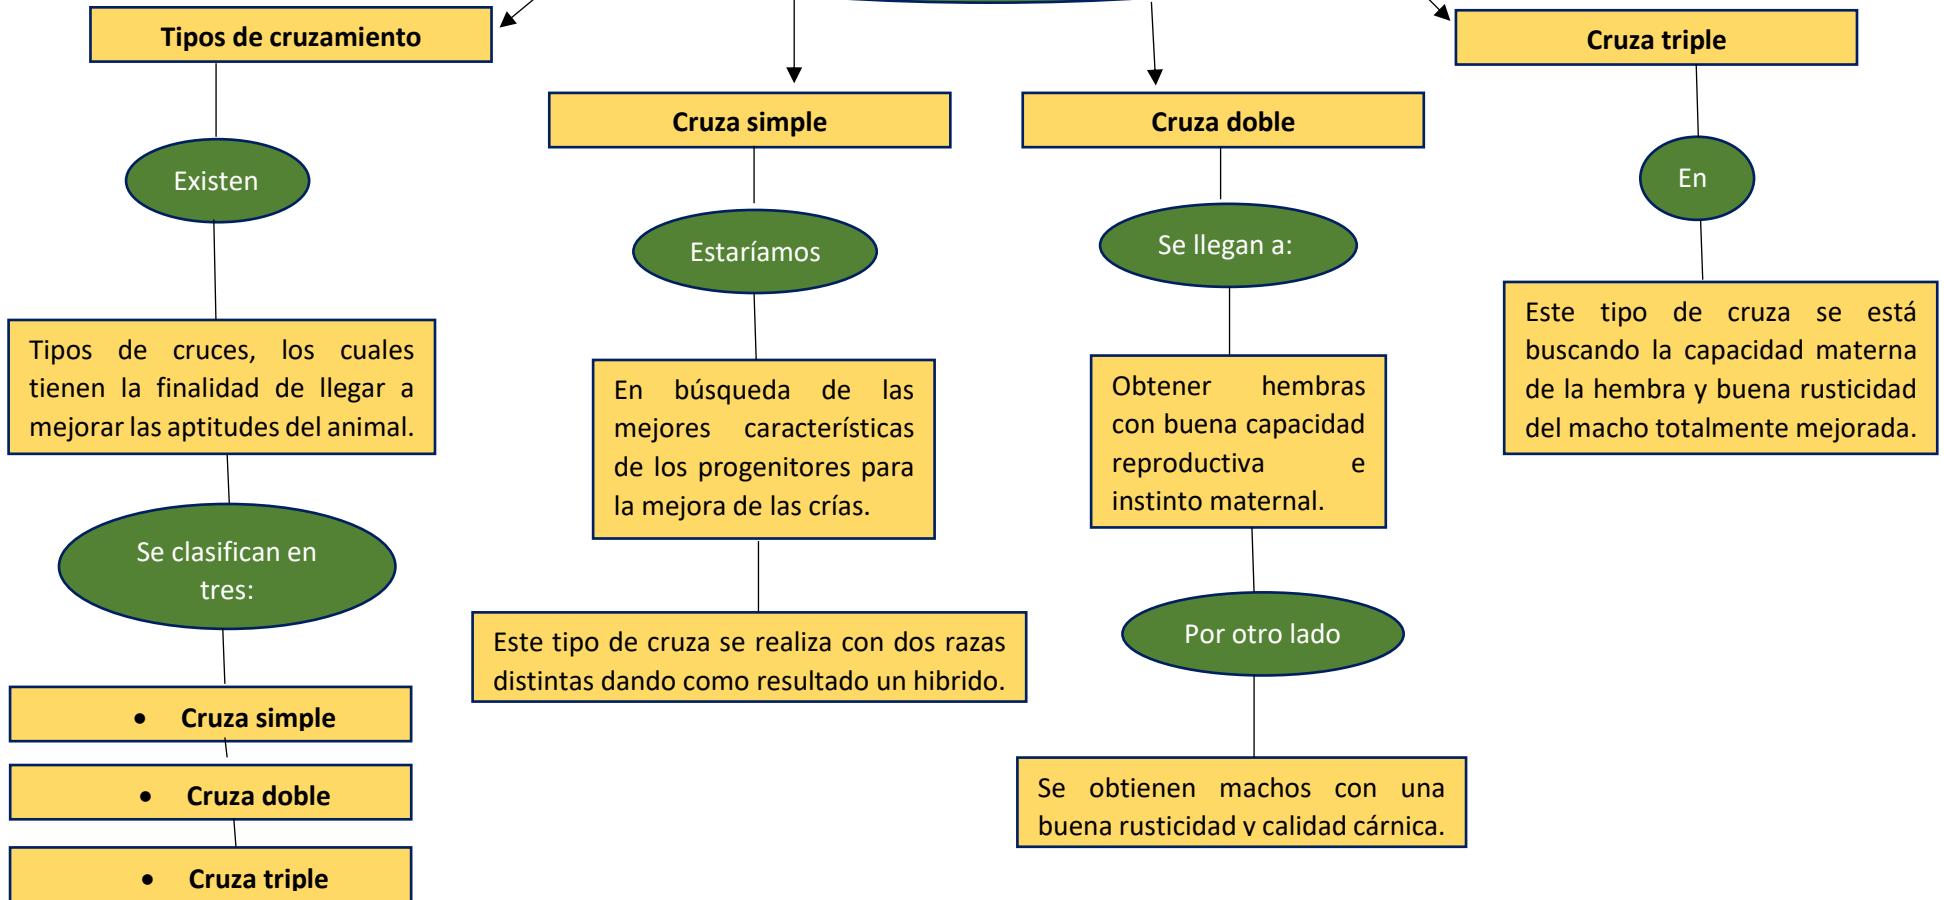 Tipos de cruzamiento
Existen
Tipos de cruces, los cuales
tienen la finalidad de llegar a
mejorar las aptitudes del animal.
Se clasifican en
tres:
• Cruza simple
• Cruza doble
• Cruza triple
Cruza simple
Estaríamos
En búsqueda de las
mejores características
de los progenitores para
la mejora de las crías.
Este tipo de cruza se realiza con dos razas
distintas dando como resultado un hibrido.
Cruza doble
Se llegan a:
Obtener hembras
con buena capacidad
reproductiva e
instinto maternal.
Por otro lado
Se obtienen machos con una
buena rusticidad y calidad cárnica.
Cruza triple
En
Este tipo de cruza se está
buscando la capacidad materna
de la hembra y buena rusticidad
del macho totalmente mejorada.